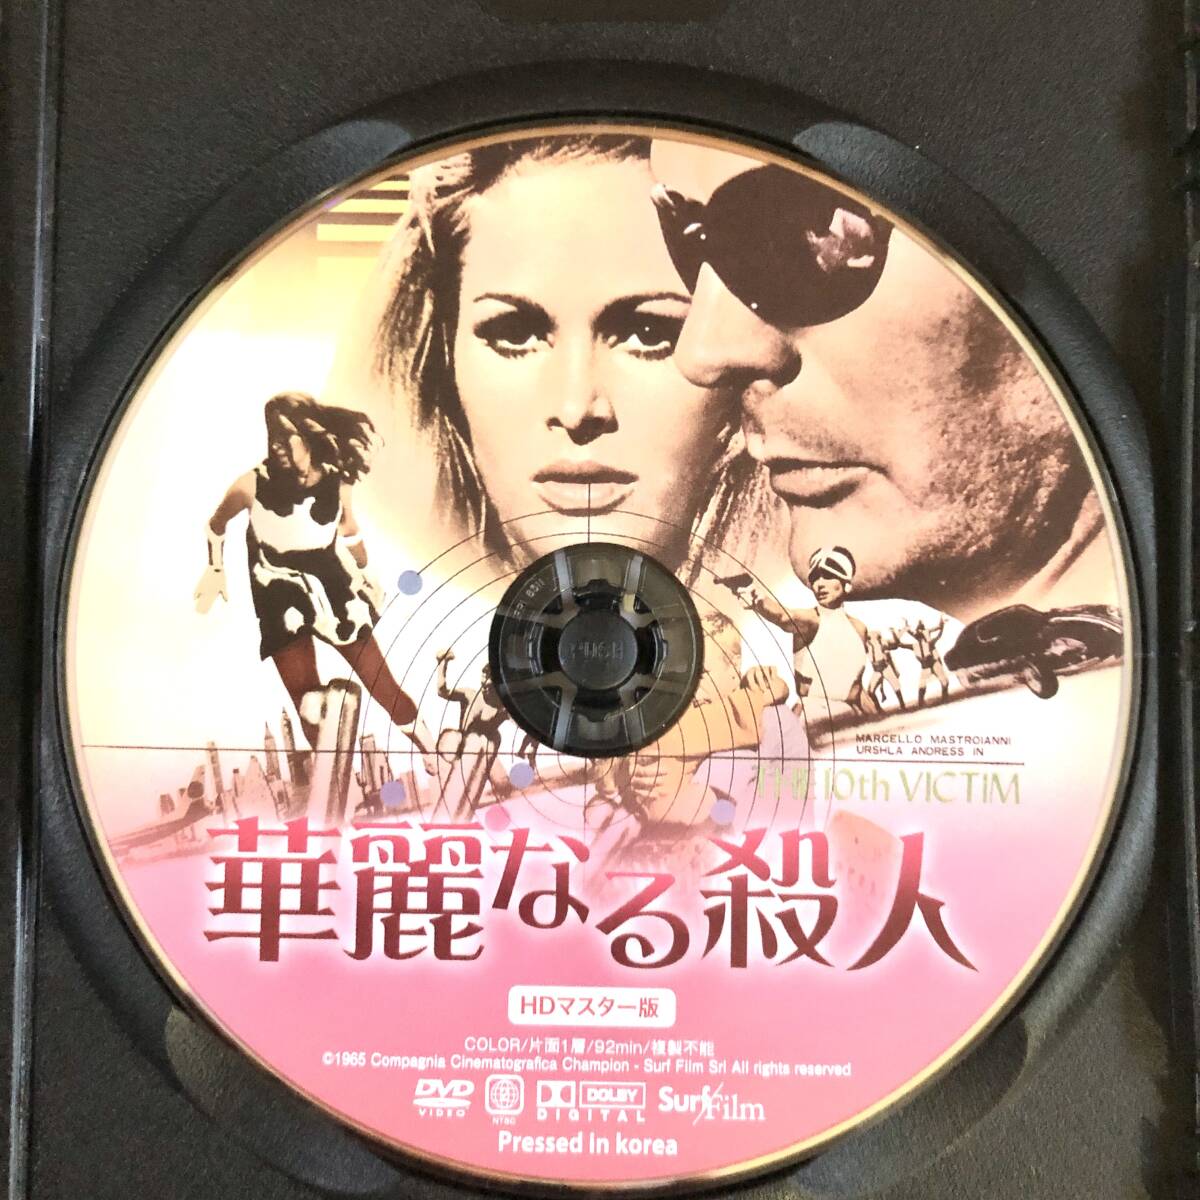 PUSH
MARCELLO MASTROIANNI
URSHLA ANDRESS IN
THE 10th VICTIM
華麗なる殺人
HDマスター版
COLOR/片面1層/92min/複製不能
©1965 Compagnia Cinematografica Champion - Surf Film Srl All rights reserved
DVD VIDEO 2 NTSC DOLBY DIGITAL Surf Film
Pressed in korea